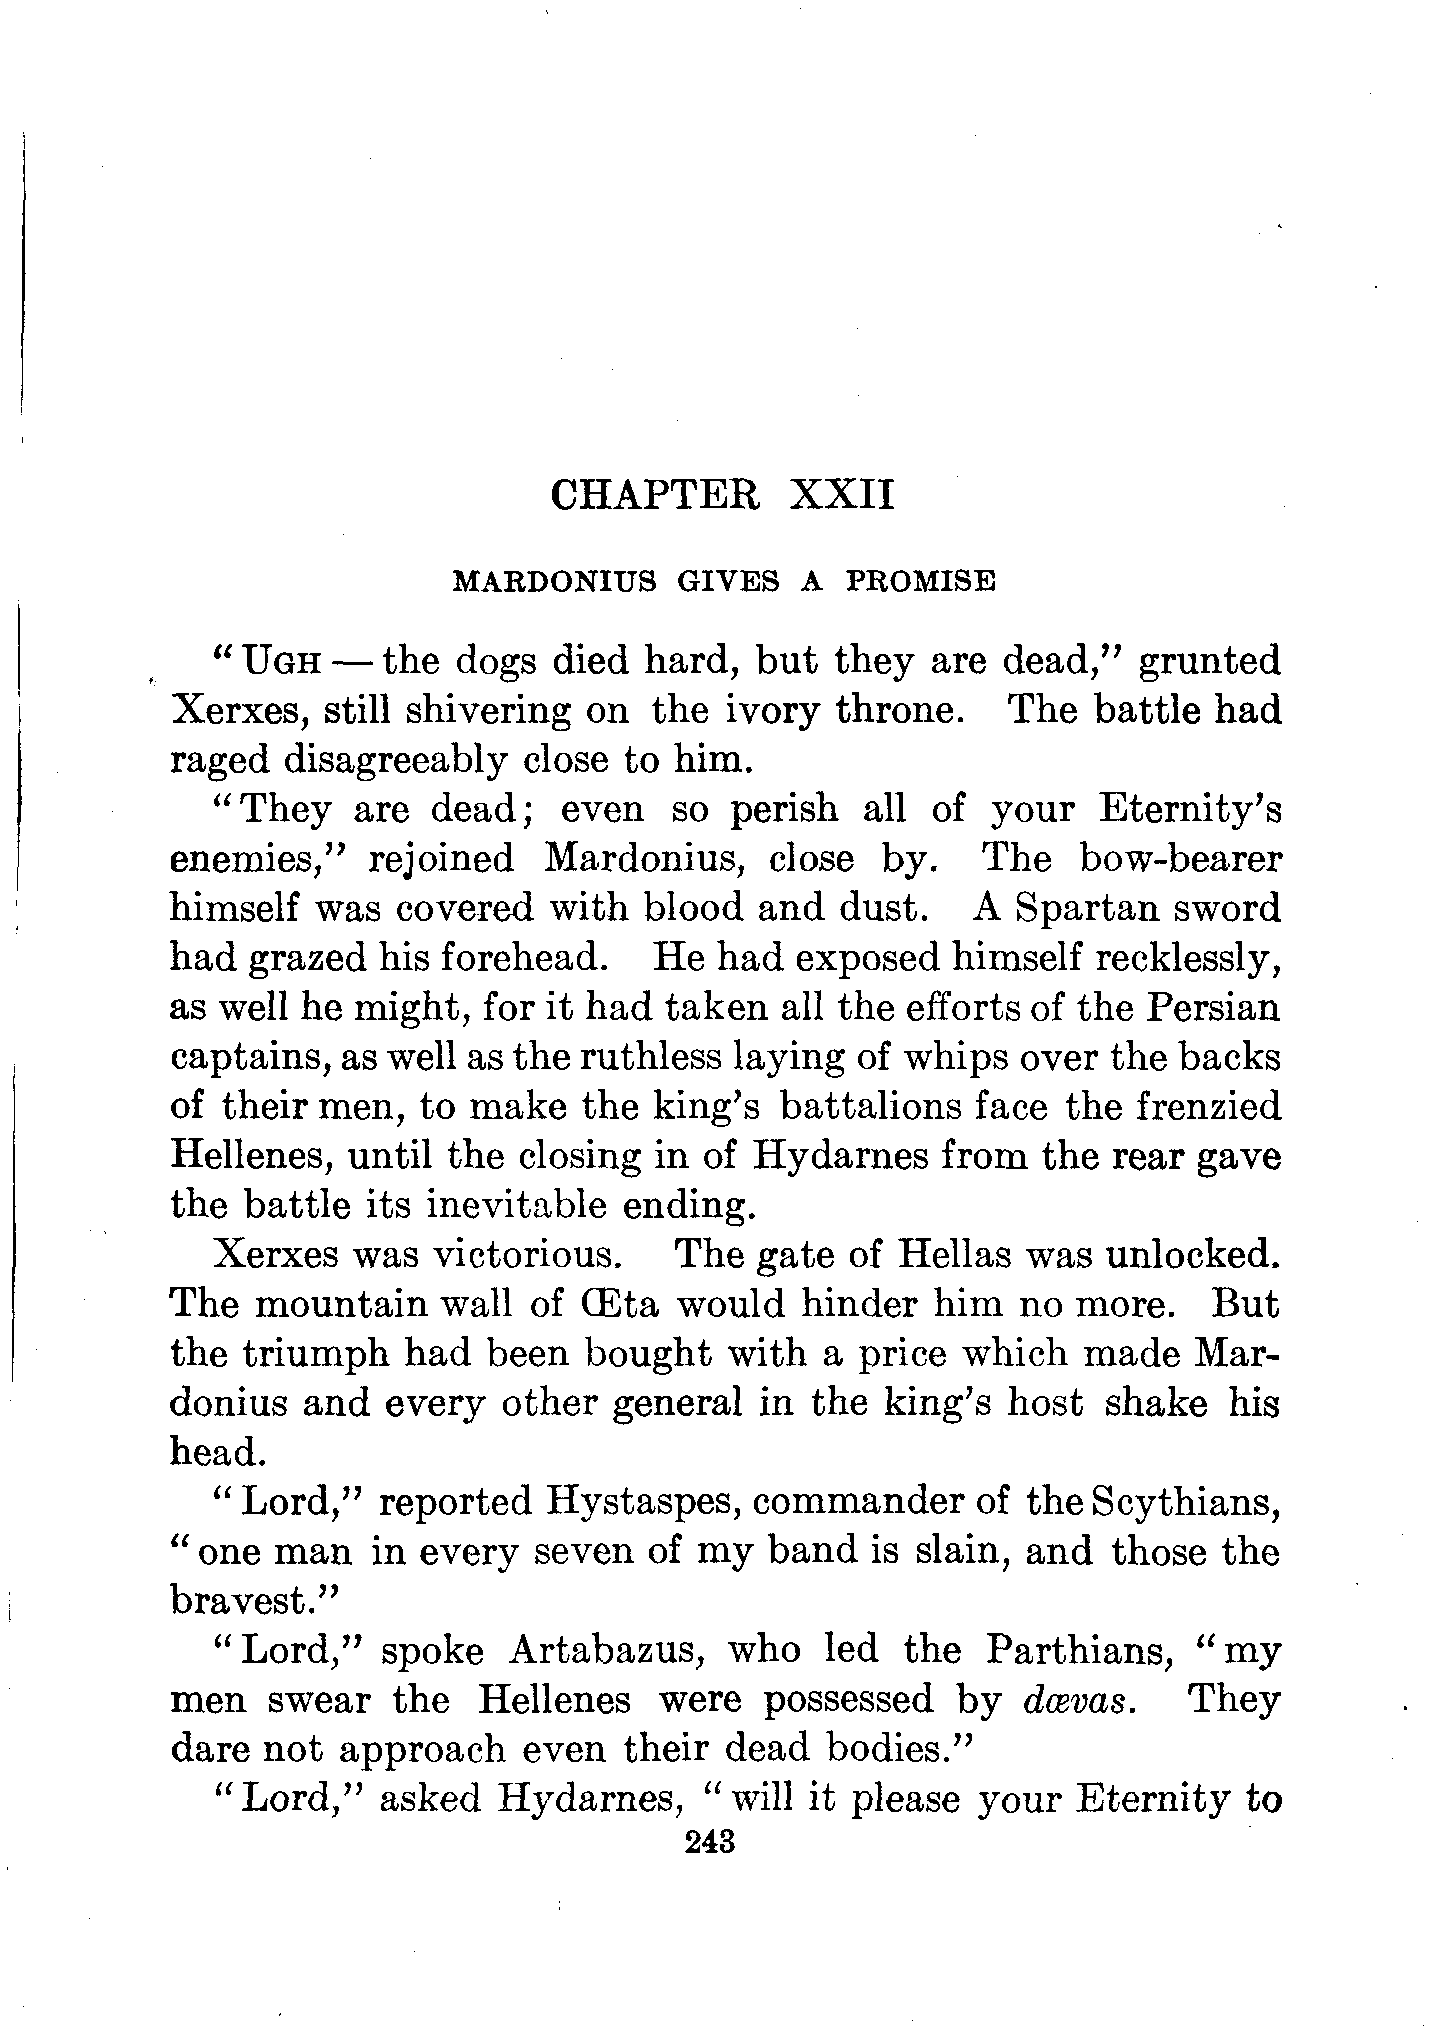 CHAPTER XXII
MARDONIUS GIVES A PROMISE
“UGH — the dogs died hard, but they are dead,” grunted
Xerxes, still shivering on the ivory throne. The battle had
raged disagreeably close to him.
“They are dead; even so perish all of your Eternity’s
enemies,” rejoined Mardonius, close by. The bow-bearer
himself was covered with blood and dust. A Spartan sword
had grazed his forehead. He had exposed himself recklessly,
as well he might, for it had taken all the efforts of the Persian
captains, as well as the ruthless laying of whips over the backs
of their men, to make the king’s battalions face the frenzied
Hellenes, until the closing in of Hydarnes from the rear gave
the battle its inevitable ending.
Xerxes was victorious. The gate of Hellas was unlocked.
The mountain wall of Œta would hinder him no more. But
the triumph had been bought with a price which made Mar-
donius and every other general in the king’s host shake his
head.
“Lord,” reported Hystaspes, commander of the Scythians,
“one man in every seven of my band is slain, and those the
bravest.”
“Lord,” spoke Artabazus, who led the Parthians, “my
men swear the Hellenes were possessed by dævas. They
dare not approach even their dead bodies.”
“Lord,” asked Hydarnes, “will it please your Eternity to
243